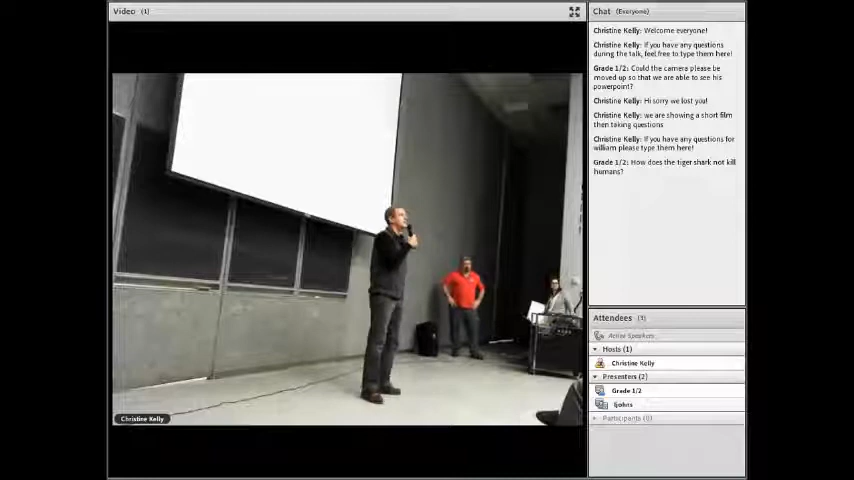 Video (1)
Chat (Everyone)
Christine Kelly: Welcome everyone!
Christine Kelly: If you have any questions
during the talk, feel free to type them here!
Grade 1/2: Could the camera please be
moved up so that we are able to see his
powerpoint?
Christine Kelly: Hi sorry we lost you!
Christine Kelly: we are showing a short film
then taking questions
Christine Kelly: If you have any questions for
william please type them here!
Grade 1/2: How does the tiger shark not kill
humans?
Christine Kelly
Attendees
Active Speakers
Hosts (1)
Christine Kelly
Presenters (2)
Grade 1/2
ljohns
Participants (0)